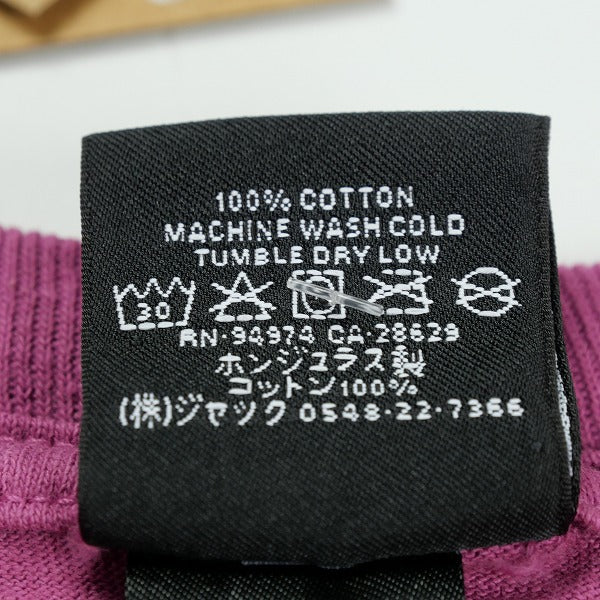 100% COTTON
MACHINE WASH COLD
TUMBLE DRY LOW
30
RN·94974 CA·28629
ホンジュラス製
コットン100%
(株)ジャック 0548·22·7366